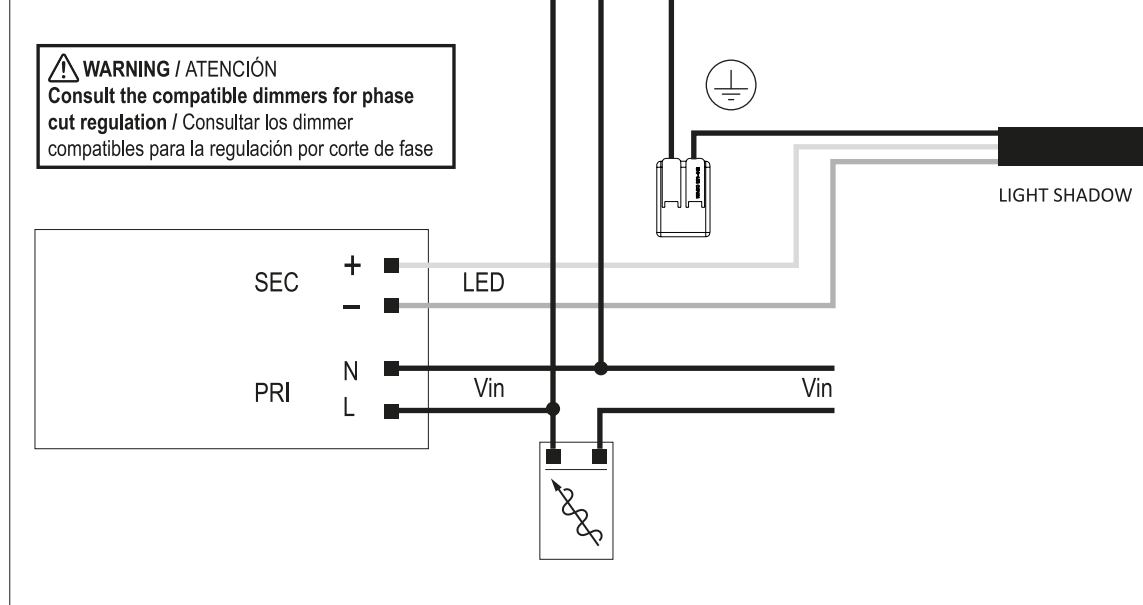 WARNING / ATENCIÓN
Consult the compatible dimmers for phase
cut regulation / Consultar los dimmer
compatibles para la regulación por corte de fase
LIGHT SHADOW
SEC
+
LED
−
PRI
N
Vin
Vin
L